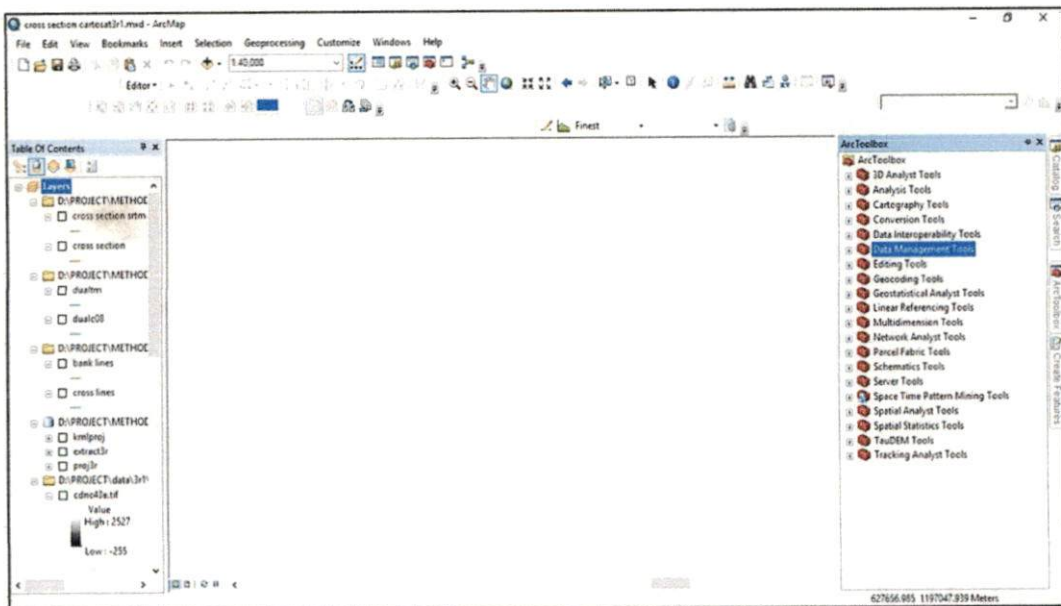 cross section cartosat3r1.mxd - ArcMap
File Edit View Bookmarks Insert Selection Geoprocessing Customize Windows Help
1:40,000
Editor
Finest
Table Of Contents
Layers
D:\PROJECT\METHOD
cross section srtm
cross section
D:\PROJECT\METHOD
dualtm
dualc08
D:\PROJECT\METHOD
bank lines
cross lines
D:\PROJECT\METHOD
kmlproj
extract3r
proj3r
D:\PROJECT\data\3r1\
cdnc43e.tif
Value
High : 2527
Low : -255
ArcToolbox
ArcToolbox
3D Analyst Tools
Analysis Tools
Cartography Tools
Conversion Tools
Data Interoperability Tools
Data Management Tools
Editing Tools
Geocoding Tools
Geostatistical Analyst Tools
Linear Referencing Tools
Multidimension Tools
Network Analyst Tools
Parcel Fabric Tools
Schematics Tools
Server Tools
Space Time Pattern Mining Tools
Spatial Analyst Tools
Spatial Statistics Tools
TauDEM Tools
Tracking Analyst Tools
Catalog
Search
ArcToolbox
Create Features
627656.985 1197047.939 Meters